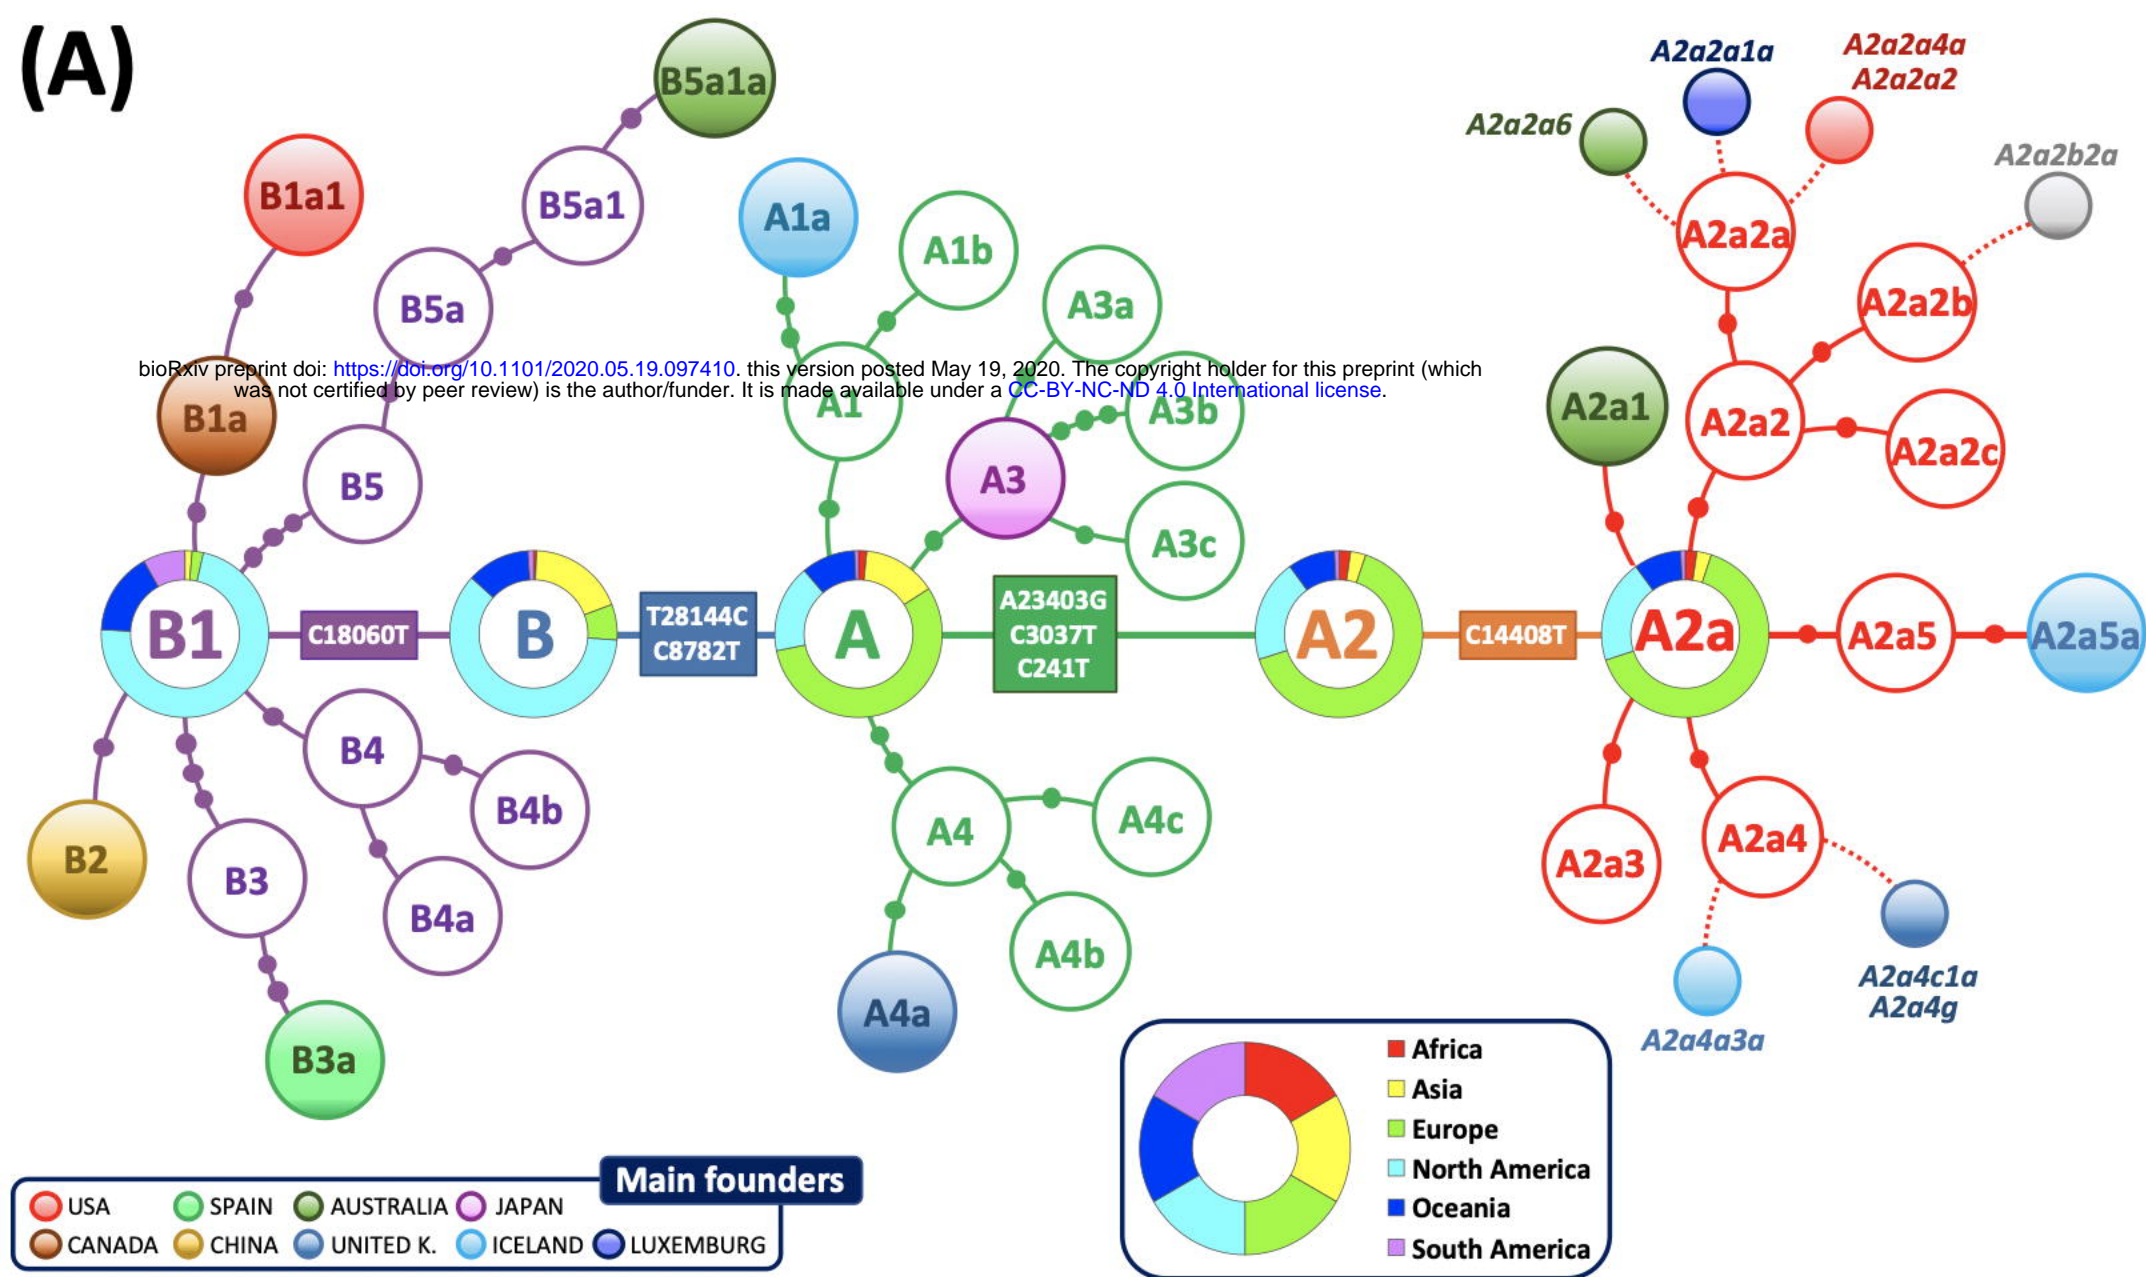 (A)
B5a1a
A2a2a1a
A2a2a4a
A2a2a2
A2a2a6
A2a2b2a
B1a1
B5a1
A1a
A1b
A2a2a
B5a
A3a
A2a2b
bioRxiv preprint doi: https://doi.org/10.1101/2020.05.19.097410. this version posted May 19, 2020. The copyright holder for this preprint (which
was not certified by peer review) is the author/funder. It is made available under a CC-BY-NC-ND 4.0 International license.
B1a
A1
A3b
A2a1
A2a2
A2a2c
B5
A3
A3c
B1
C18060T
B
T28144C
C8782T
A
A23403G
C3037T
C241T
A2
C14408T
A2a
A2a5
A2a5a
B4
B4b
B2
B3
B4a
A4
A4c
A4b
A2a3
A2a4
A4a
A2a4c1a
A2a4g
A2a4a3a
B3a
Africa
Asia
Europe
North America
Oceania
South America
Main founders
USA SPAIN AUSTRALIA JAPAN
CANADA CHINA UNITED K. ICELAND LUXEMBURG